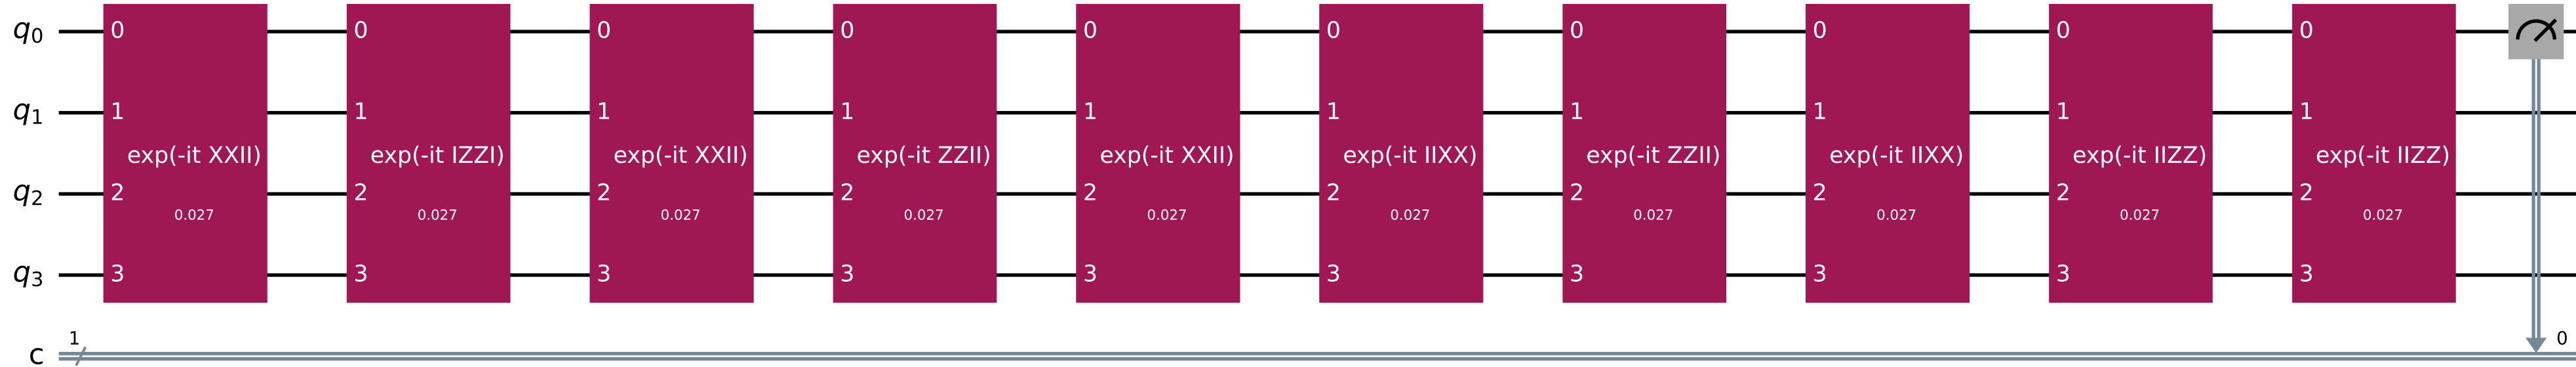 q0 0 0 0 0 0 0 0 0 0 0
q1 1 1 1 1 1 1 1 1 1 1
exp(-it XXII) exp(-it IZZI) exp(-it XXII) exp(-it ZZII) exp(-it XXII) exp(-it IIXX) exp(-it ZZII) exp(-it IIXX) exp(-it IIZZ) exp(-it IIZZ)
q2 2 2 2 2 2 2 2 2 2 2
0.027 0.027 0.027 0.027 0.027 0.027 0.027 0.027 0.027 0.027
q3 3 3 3 3 3 3 3 3 3 3
1 0
c